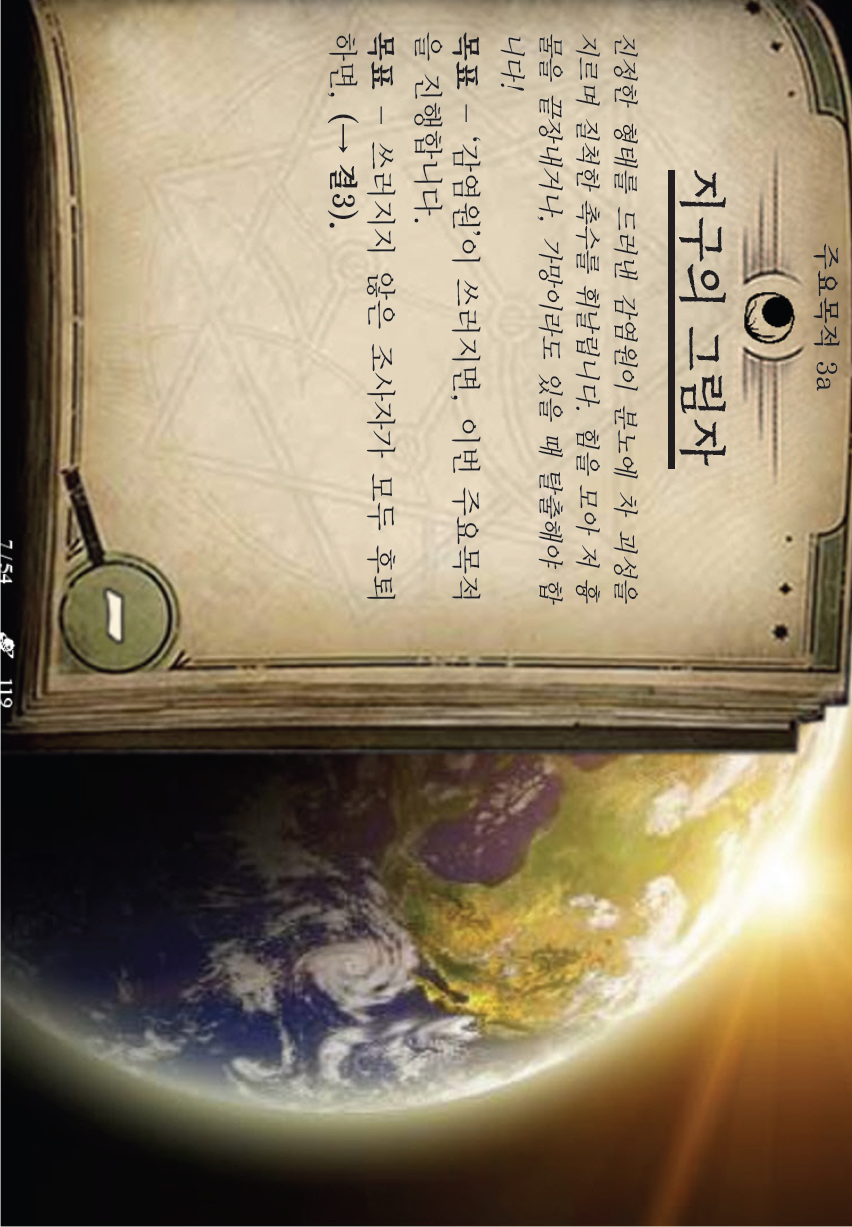 주요목적 3a
지구의 그림자
진정한 형태를 드러낸 감염원이 분노에 차 괴성을
지르며 질척한 촉수를 휘날립니다. 힘을 모아 저 흉
물을 끝장내거나, 가망이라도 있을 때 탈출해야 합
니다!
목표 – ‘감염원’이 쓰러지면, 이번 주요목적
을 진행합니다.
목표 – 쓰러지지 않은 조사자가 모두 후퇴
하면, (→ 결3).
–
7/54 119